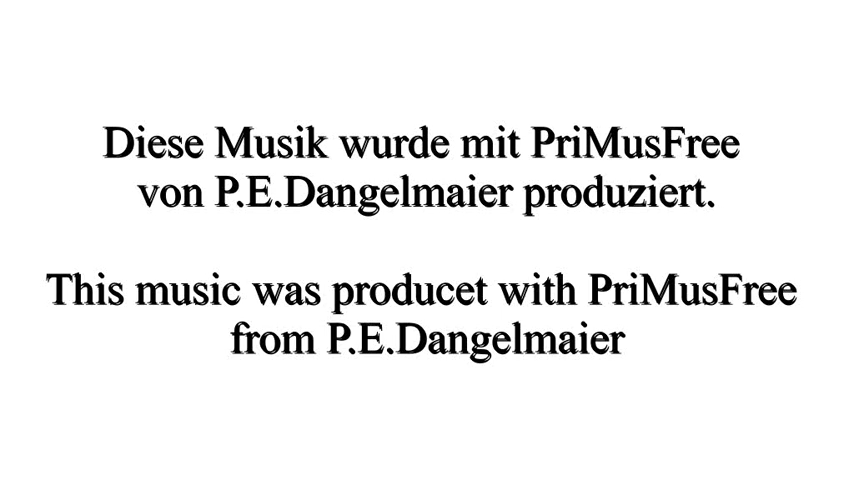 Diese Musik wurde mit PriMusFree
von P.E.Dangelmaier produziert.
This music was producet with PriMusFree
from P.E.Dangelmaier